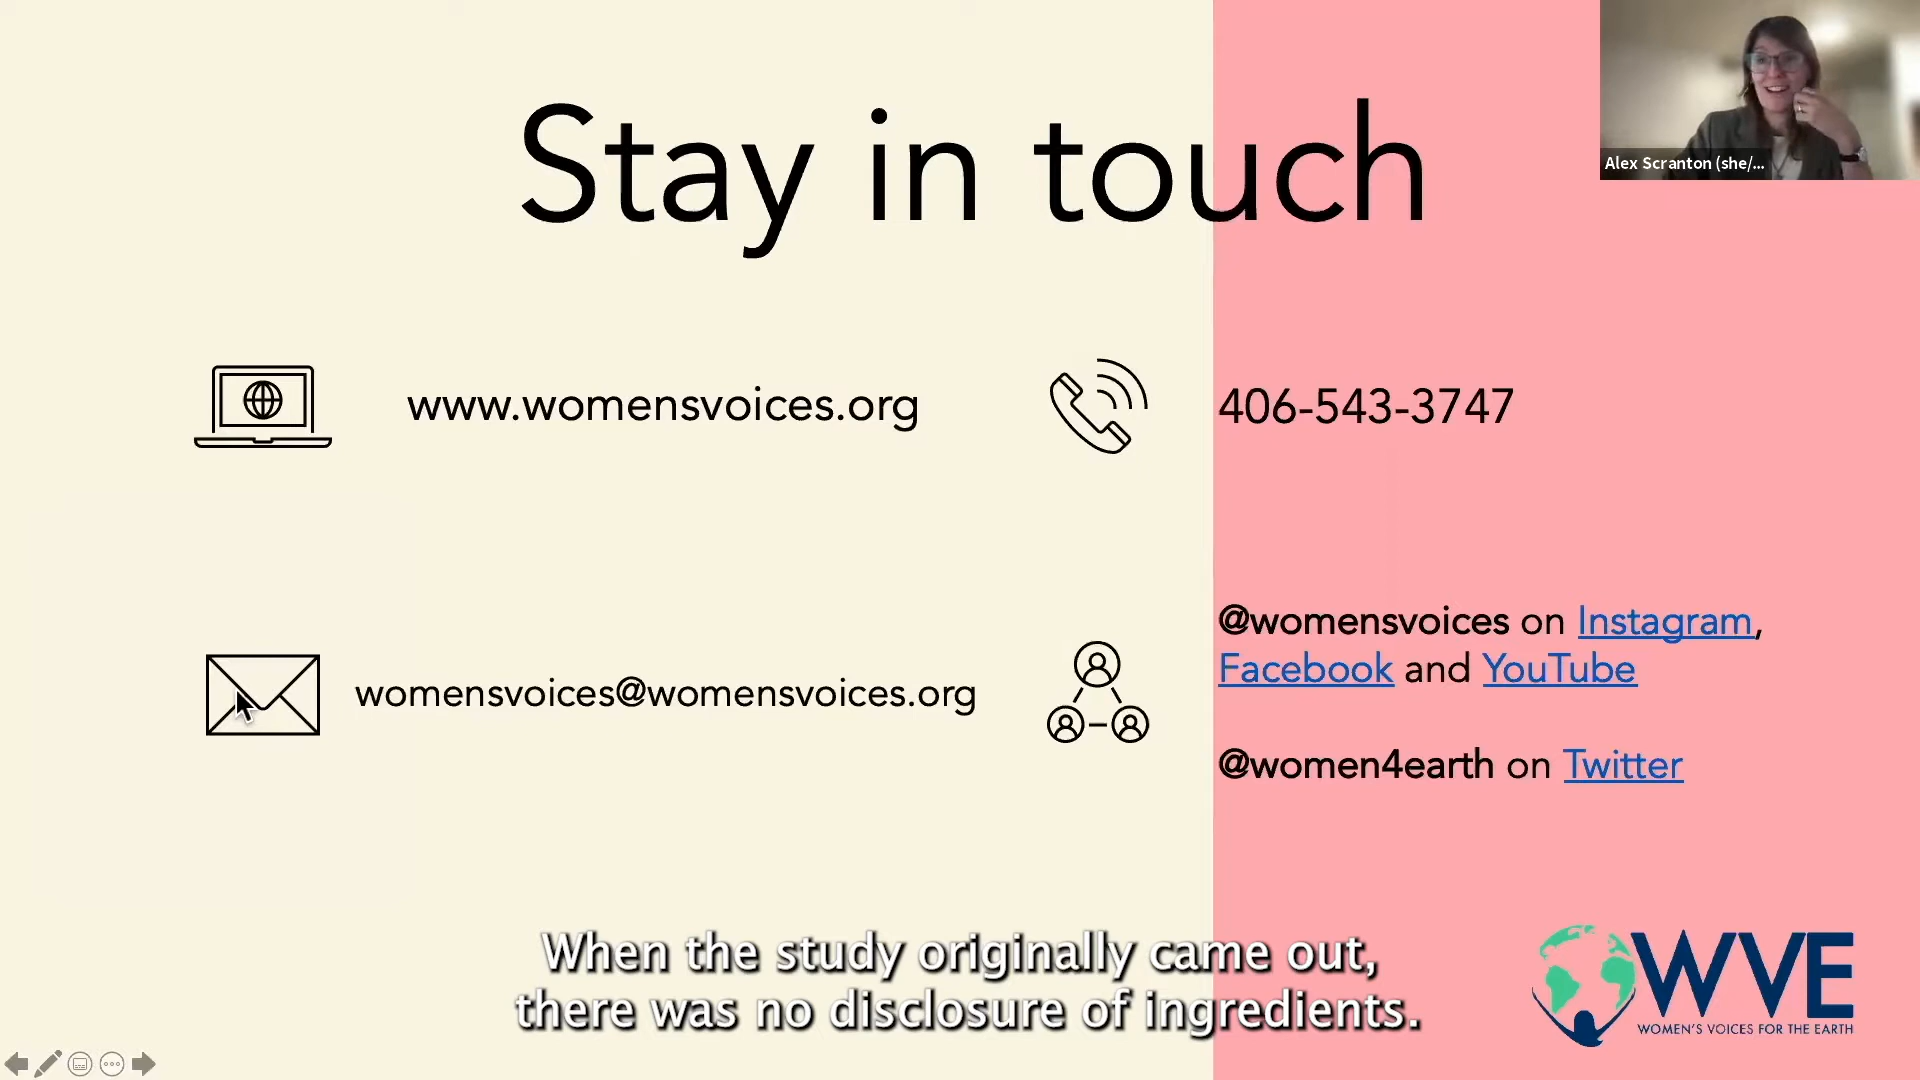 Stay in touch
Alex Scranton (she/...
www.womensvoices.org
406-543-3747
womensvoices@womensvoices.org
@womensvoices on Instagram,
Facebook and YouTube
@women4earth on Twitter
When the study originally came out,
there was no disclosure of ingredients.
WVE
WOMEN'S VOICES FOR THE EARTH